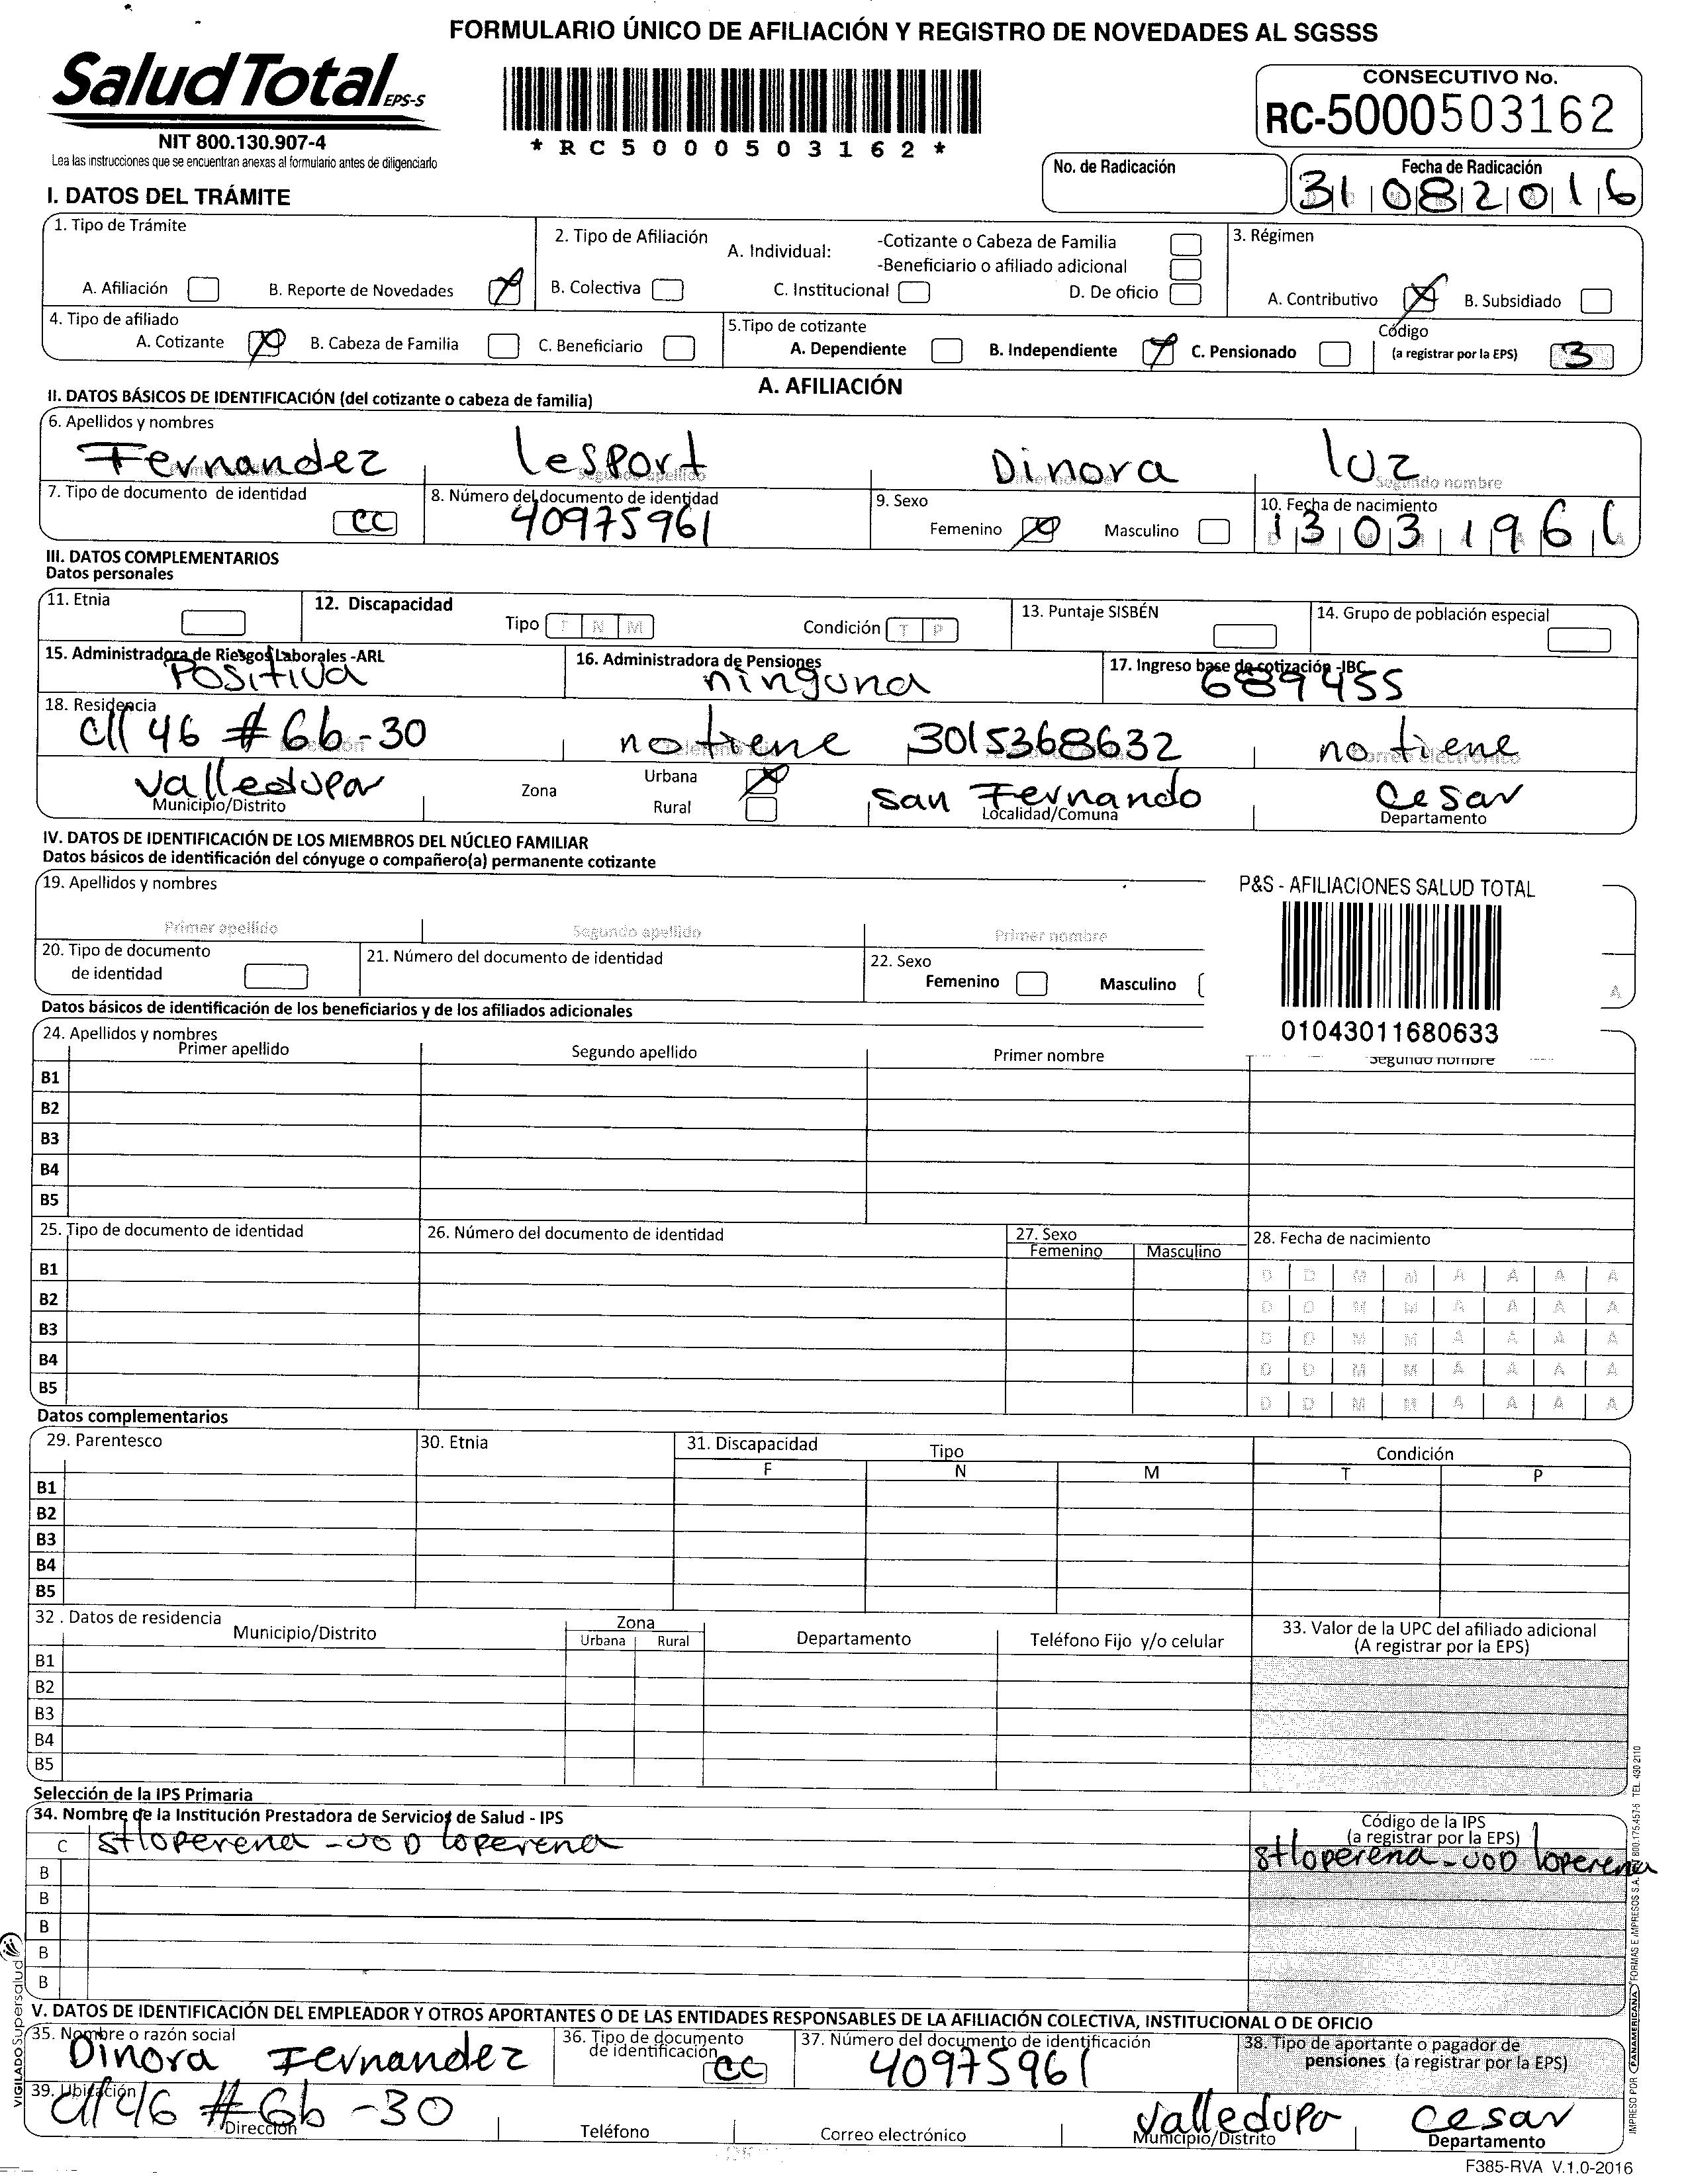 FORMULARIO ÚNICO DE AFILIACIÓN Y REGISTRO DE NOVEDADES AL SGSSS
SaludTotal EPS-S
NIT 800.130.907-4
Lea las instrucciones que se encuentran anexas al formulario antes de diligenciarlo
*RC5000503162*
CONSECUTIVO No.
RC-5000503162
No. de Radicación
Fecha de Radicación
31 08 2016
I. DATOS DEL TRÁMITE
1. Tipo de Trámite
A. Afiliación B. Reporte de Novedades X
2. Tipo de Afiliación A. Individual: -Cotizante o Cabeza de Familia
-Beneficiario o afiliado adicional
B. Colectiva C. Institucional D. De oficio
3. Régimen
A. Contributivo X B. Subsidiado
4. Tipo de afiliado
A. Cotizante X B. Cabeza de Familia C. Beneficiario
5.Tipo de cotizante
A. Dependiente B. Independiente X C. Pensionado
Código
(a registrar por la EPS) 3
A. AFILIACIÓN
II. DATOS BÁSICOS DE IDENTIFICACIÓN (del cotizante o cabeza de familia)
6. Apellidos y nombres
Fernandez lesport Dinora luz
Segundo apellido Segundo nombre
7. Tipo de documento de identidad
CC
8. Número del documento de identidad
40975961
9. Sexo
Femenino X Masculino
10. Fecha de nacimiento
13 03 196
III. DATOS COMPLEMENTARIOS
Datos personales
11. Etnia
12. Discapacidad
Tipo F N M Condición T P
13. Puntaje SISBÉN
14. Grupo de población especial
15. Administradora de Riesgos Laborales -ARL
Positiva
16. Administradora de Pensiones
ninguna
17. Ingreso base de cotización -IBC
689455
18. Residencia
cll 46 # 6b-30 no tiene 3015368632 no tiene
Correo electrónico
valledupar Zona Urbana X Rural san Fernando Cesar
Municipio/Distrito Localidad/Comuna Departamento
IV. DATOS DE IDENTIFICACIÓN DE LOS MIEMBROS DEL NÚCLEO FAMILIAR
Datos básicos de identificación del cónyuge o compañero(a) permanente cotizante
19. Apellidos y nombres
Primer apellido Segundo apellido Primer nombre
P&S - AFILIACIONES SALUD TOTAL
01043011680633
20. Tipo de documento
de identidad
21. Número del documento de identidad
22. Sexo
Femenino Masculino
A
Datos básicos de identificación de los beneficiarios y de los afiliados adicionales
24. Apellidos y nombres
Primer apellido Segundo apellido Primer nombre Segundo nombre
B1
B2
B3
B4
B5
25. Tipo de documento de identidad 26. Número del documento de identidad 27. Sexo 28. Fecha de nacimiento
Femenino Masculino
B1 D D M M A A A A
B2 D D M M A A A A
B3 D D M M A A A A
B4 D D M M A A A A
B5 D D M M A A A A
Datos complementarios
29. Parentesco 30. Etnia 31. Discapacidad Tipo Condición
F N M T P
B1
B2
B3
B4
B5
32 . Datos de residencia
Municipio/Distrito Zona Departamento Teléfono Fijo y/o celular
Urbana Rural
33. Valor de la UPC del afiliado adicional
(A registrar por la EPS)
B1
B2
B3
B4
B5
Selección de la IPS Primaria
34. Nombre de la Institución Prestadora de Servicios de Salud - IPS
Código de la IPS
(a registrar por la EPS)
C stloperena -UOD loperena stloperena-UOD loperena
B
B
B
B
B
V. DATOS DE IDENTIFICACIÓN DEL EMPLEADOR Y OTROS APORTANTES O DE LAS ENTIDADES RESPONSABLES DE LA AFILIACIÓN COLECTIVA, INSTITUCIONAL O DE OFICIO
35. Nombre o razón social
Dinora Fernandez
36. Tipo de documento
de identificación
CC
37. Número del documento de identificación
40975961
38. Tipo de aportante o pagador de
pensiones (a registrar por la EPS)
39. Ubicación
cll 46 # 6b -30 valledupa cesar
Dirección Teléfono Correo electrónico Municipio/Distrito Departamento
F385-RVA V.1.0-2016
VIGILADO Supersalud
IMPRESO POR PANAMERICANA FORMAS E IMPRESOS S.A. NIT 800.175.457-5 TEL. 430 2110